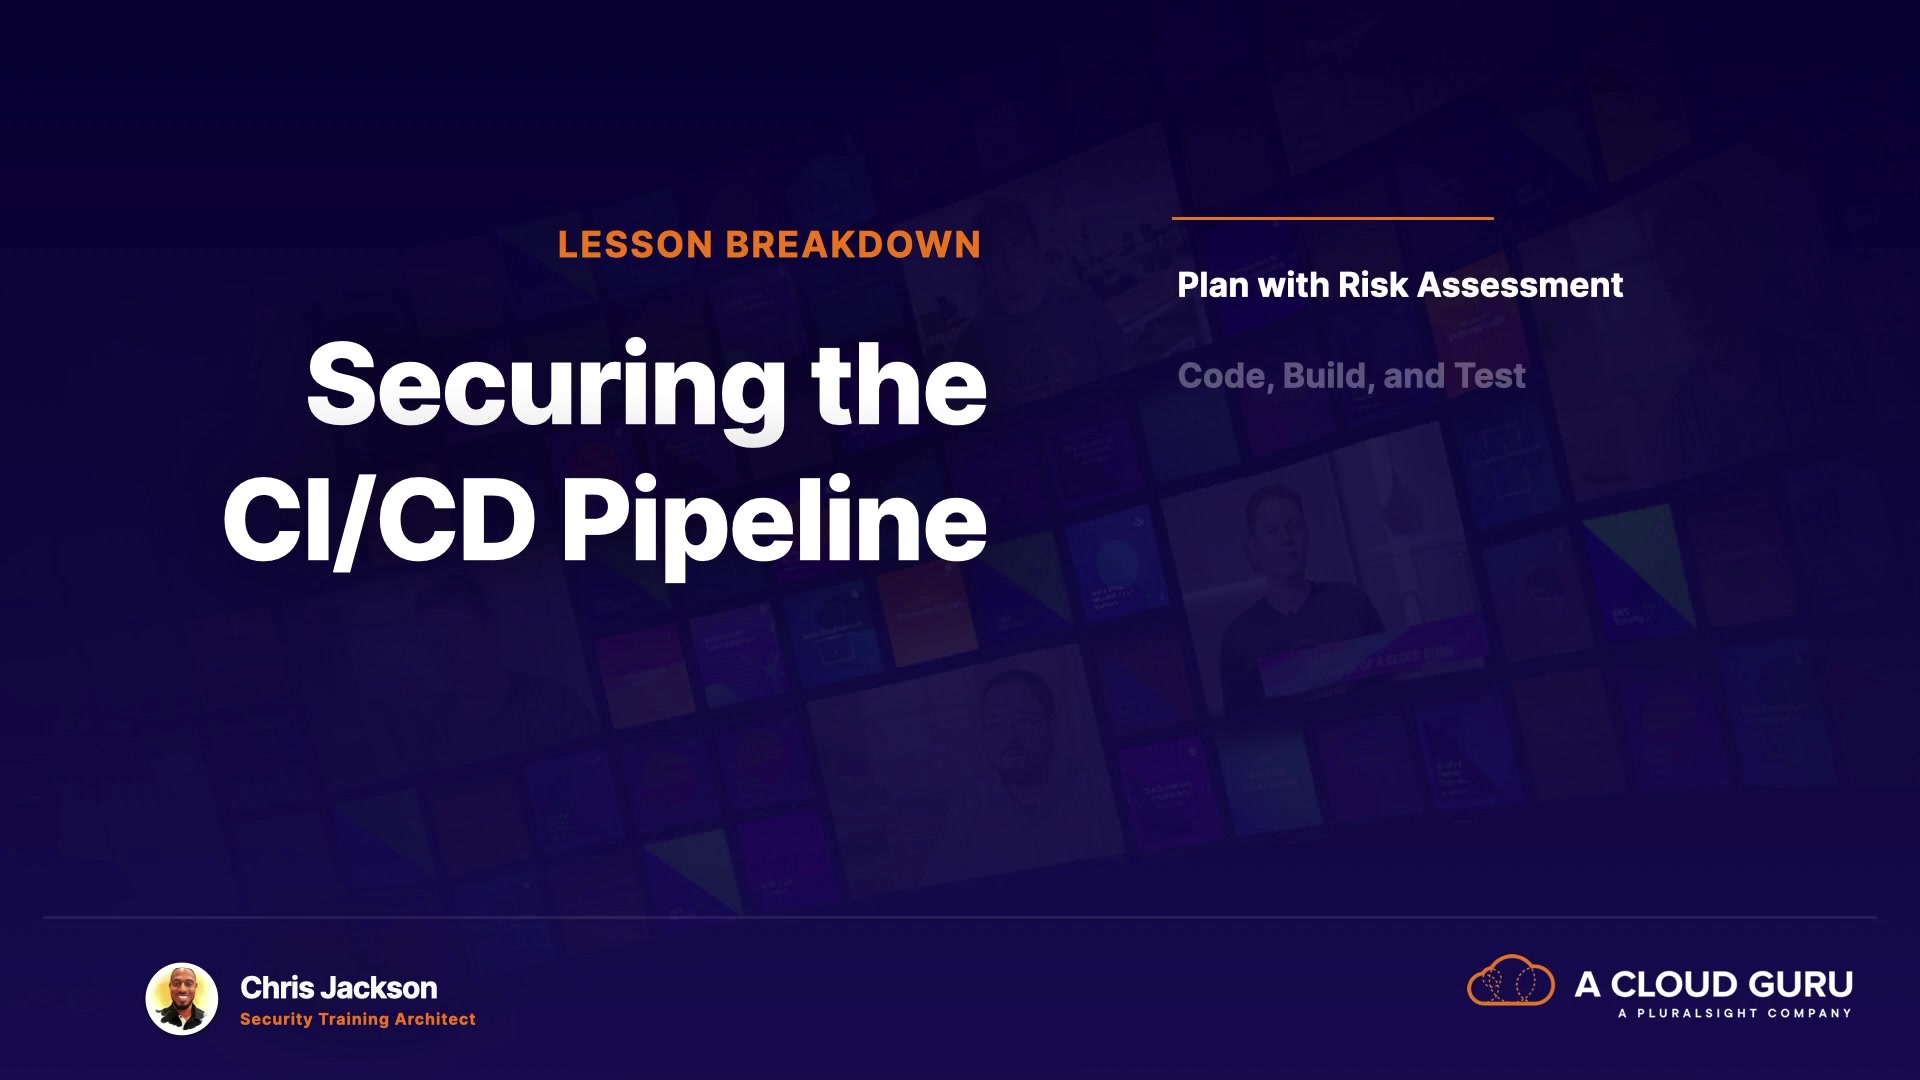 LESSON BREAKDOWN
Securing the
CI/CD Pipeline
Plan with Risk Assessment
Code, Build, and Test
Chris Jackson
Security Training Architect
A CLOUD GURU
A PLURALSIGHT COMPANY